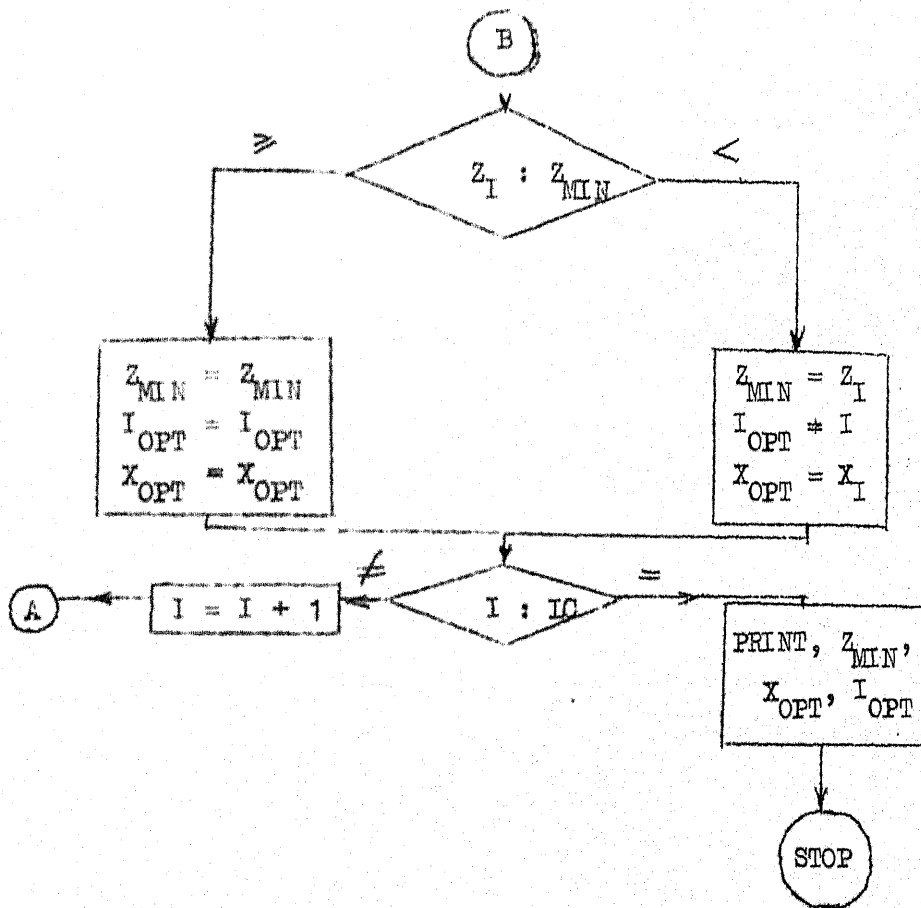 B
⩾
<
Z_I : Z_MIN
Z_MIN = Z_MIN
I_OPT = I_OPT
X_OPT = X_OPT
Z_MIN = Z_I
I_OPT = I
X_OPT = X_I
≠
=
A
I = I + 1
I : IC
PRINT, Z_MIN,
X_OPT, I_OPT
STOP